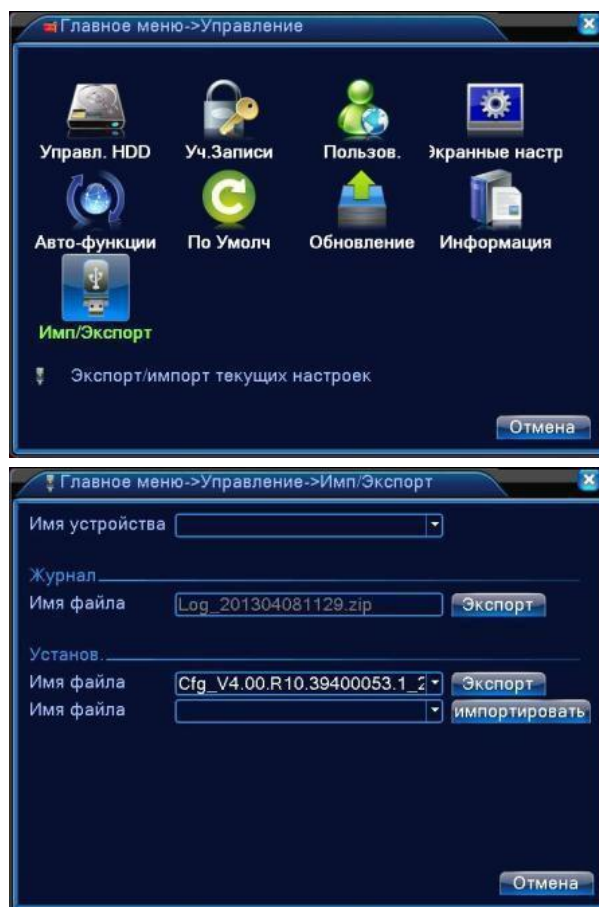 Главное меню->Управление
Управл. HDD Уч.Записи Пользов. Экранные настр
Авто-функции По Умолч Обновление Информация
Имп/Экспорт
Экспорт/импорт текущих настроек
Отмена
Главное меню->Управление->Имп/Экспорт
Имя устройства
Журнал
Имя файла Log_201304081129.zip Экспорт
Установ.
Имя файла Cfg_V4.00.R10.39400053.1_2 Экспорт
Имя файла импортировать
Отмена